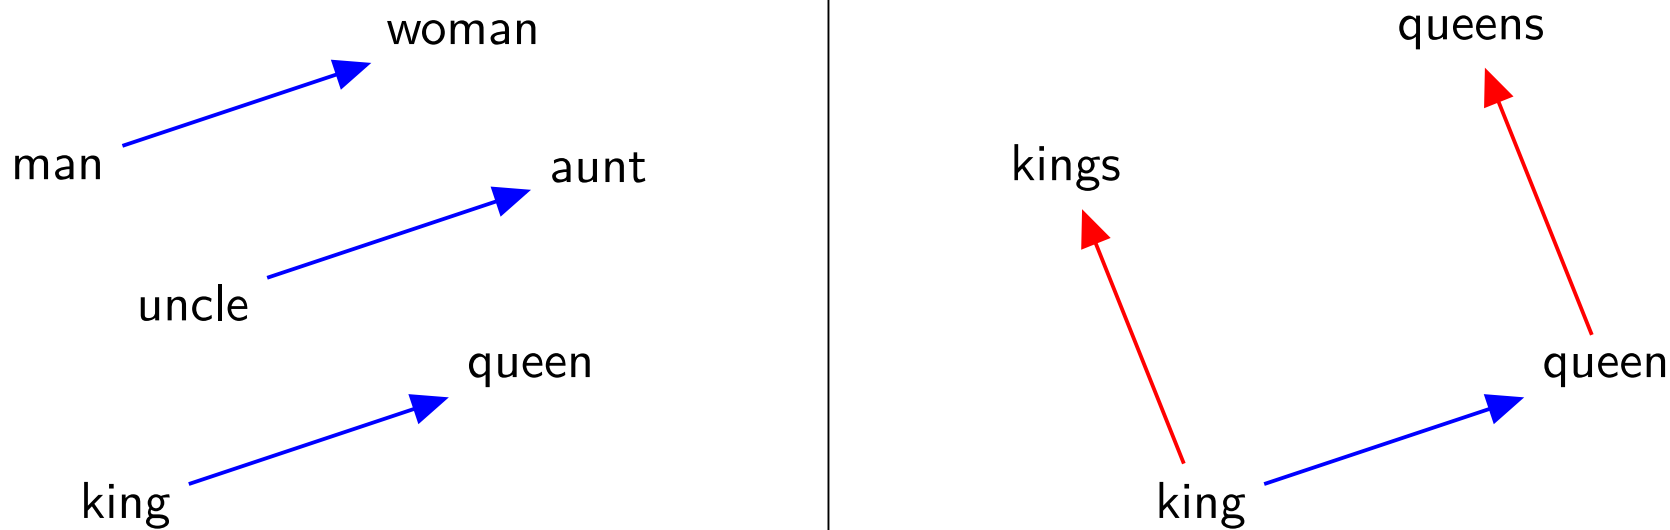 woman
man
aunt
uncle
queen
king
queens
kings
queen
king